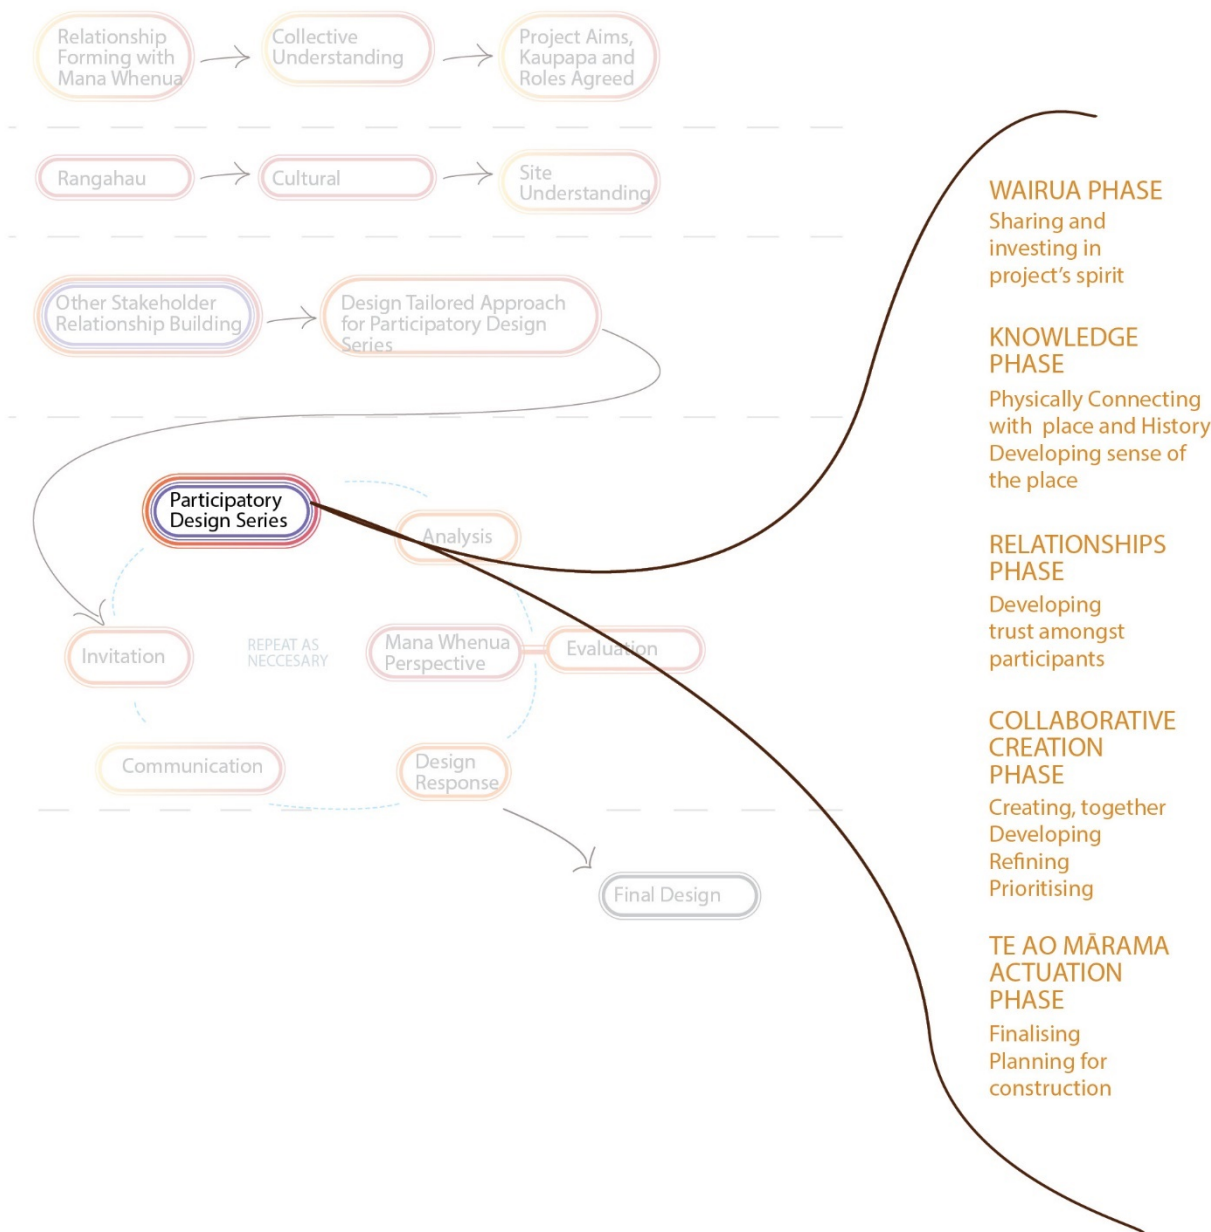 Relationship
Forming with
Mana Whenua
Collective
Understanding
Project Aims,
Kaupapa and
Roles Agreed
Rangahau
Cultural
Site
Understanding
Other Stakeholder
Relationship Building
Design Tailored Approach
for Participatory Design
Series
Participatory
Design Series
Analysis
Invitation
REPEAT AS
NECCESARY
Mana Whenua
Perspective
Evaluation
Communication
Design
Response
Final Design
WAIRUA PHASE
Sharing and
investing in
project’s spirit
KNOWLEDGE
PHASE
Physically Connecting
with place and History
Developing sense of
the place
RELATIONSHIPS
PHASE
Developing
trust amongst
participants
COLLABORATIVE
CREATION
PHASE
Creating, together
Developing
Refining
Prioritising
TE AO MĀRAMA
ACTUATION
PHASE
Finalising
Planning for
construction